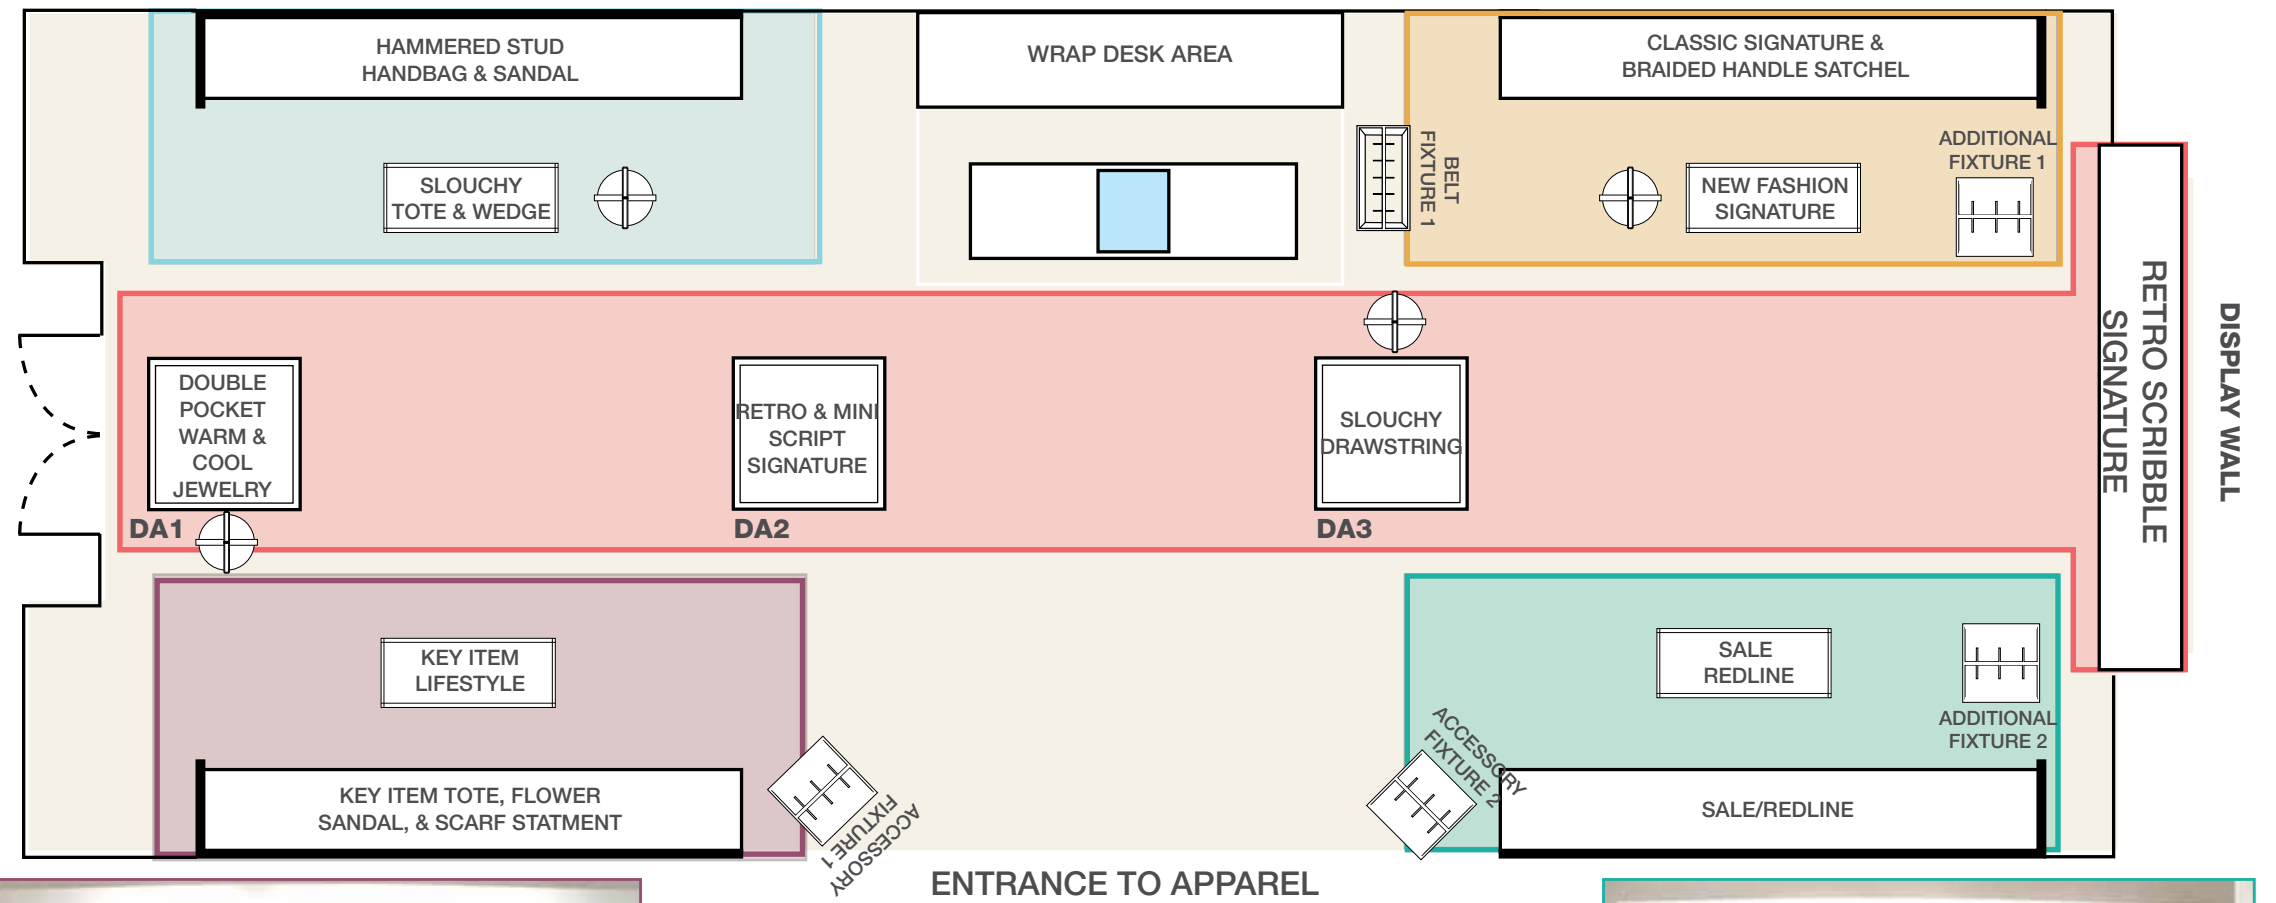 HAMMERED STUD
HANDBAG & SANDAL
WRAP DESK AREA
CLASSIC SIGNATURE &
BRAIDED HANDLE SATCHEL
SLOUCHY
TOTE & WEDGE
BELT
FIXTURE 1
NEW FASHION
SIGNATURE
ADDITIONAL
FIXTURE 1
DOUBLE
POCKET
WARM &
COOL
JEWELRY
DA1
RETRO & MINI
SCRIPT
SIGNATURE
DA2
SLOUCHY
DRAWSTRING
DA3
RETRO SCRIBBLE
SIGNATURE
DISPLAY WALL
KEY ITEM
LIFESTYLE
KEY ITEM TOTE, FLOWER
SANDAL, & SCARF STATMENT
ACCESSORY
FIXTURE 1
ENTRANCE TO APPAREL
ACCESSORY
FIXTURE 2
SALE
REDLINE
ADDITIONAL
FIXTURE 2
SALE/REDLINE